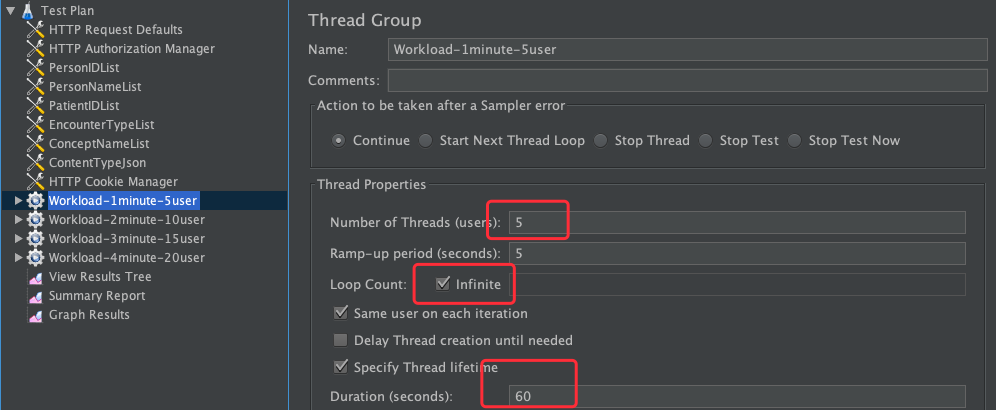 Test Plan
HTTP Request Defaults
HTTP Authorization Manager
PersonIDList
PersonNameList
PatientIDList
EncounterTypeList
ConceptNameList
ContentTypeJson
HTTP Cookie Manager
Workload-1minute-5user
Workload-2minute-10user
Workload-3minute-15user
Workload-4minute-20user
View Results Tree
Summary Report
Graph Results
Thread Group
Name: Workload-1minute-5user
Comments:
Action to be taken after a Sampler error
Continue Start Next Thread Loop Stop Thread Stop Test Stop Test Now
Thread Properties
Number of Threads (users): 5
Ramp-up period (seconds): 5
Loop Count: Infinite
Same user on each iteration
Delay Thread creation until needed
Specify Thread lifetime
Duration (seconds): 60